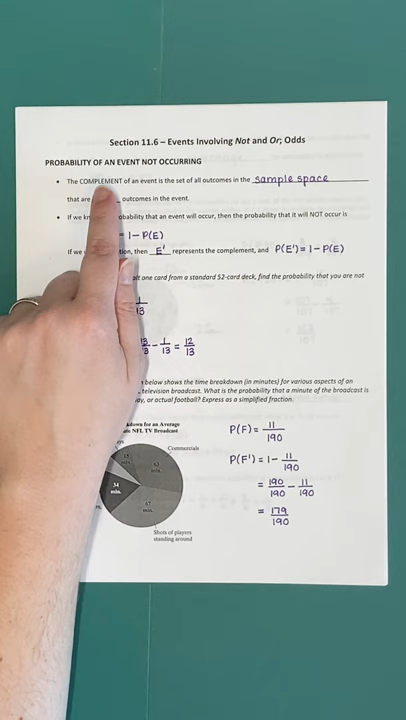 Section 11.6 – Events Involving Not and Or; Odds
PROBABILITY OF AN EVENT NOT OCCURRING
• The COMPLEMENT of an event is the set of all outcomes in the sample space
that are outcomes in the event.
• If we that an event will occur, then the probability that it will NOT occur is
= 1 - P(E)
If we then E' represents the complement, and P(E') = 1 - P(E)
one card from a standard 52-card deck, find the probability that you are not
1/13
- 1/13 = 12/13
below shows the time breakdown (in minutes) for various aspects of an
television broadcast. What is the probability that a minute of the broadcast is
or actual football? Express as a simplified fraction.
for an Average
NFL TV Broadcast
Commercials
15
min.
63
min.
34
min.
67
min.
Shots of players
standing around
P(F) = 11/190
P(F') = 1 - 11/190
= 190/190 - 11/190
= 179/190